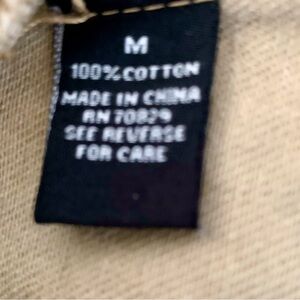 M
100% COTTON
MADE IN CHINA
RN 70829
SEE REVERSE
FOR CARE